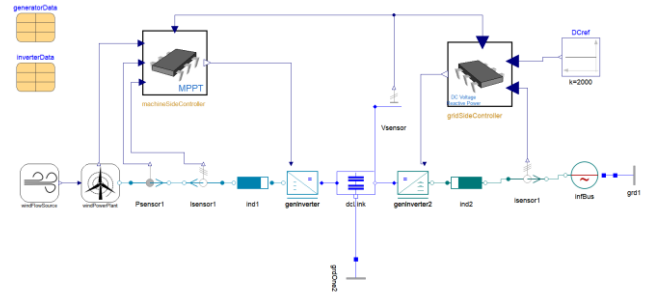 generatorData
inverterData
MPPT
machineSideController
DC Voltage
Reactive Power
gridSideController
DCref
k=2000
Vsensor
windFlowSource
windPowerPlant
Psensor1
Isensor1
ind1
genInverter
dcLink
genInverter2
ind2
isensor1
infBus
grd1
grdOne2